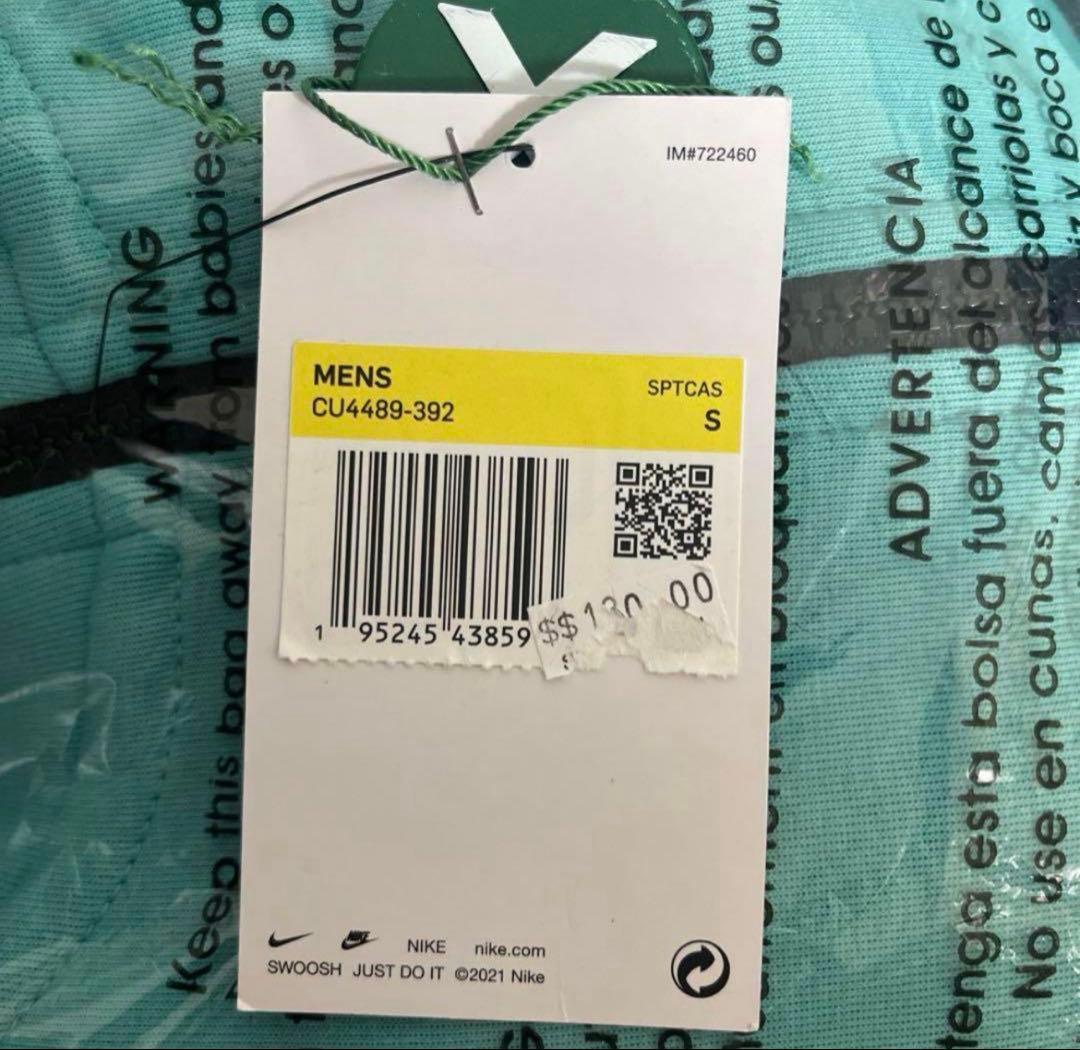 IM#722460
MENS
SPTCAS
CU4489-392
S
1 95245 43859
00
NIKE nike.com
SWOOSH JUST DO IT ©2021 Nike
WARNING
Keep this bag away from babies and
ADVERTENCIA
tenga esta bolsa fuera del alcance de
No use en cunas, camas, carriolas y c
y boca e